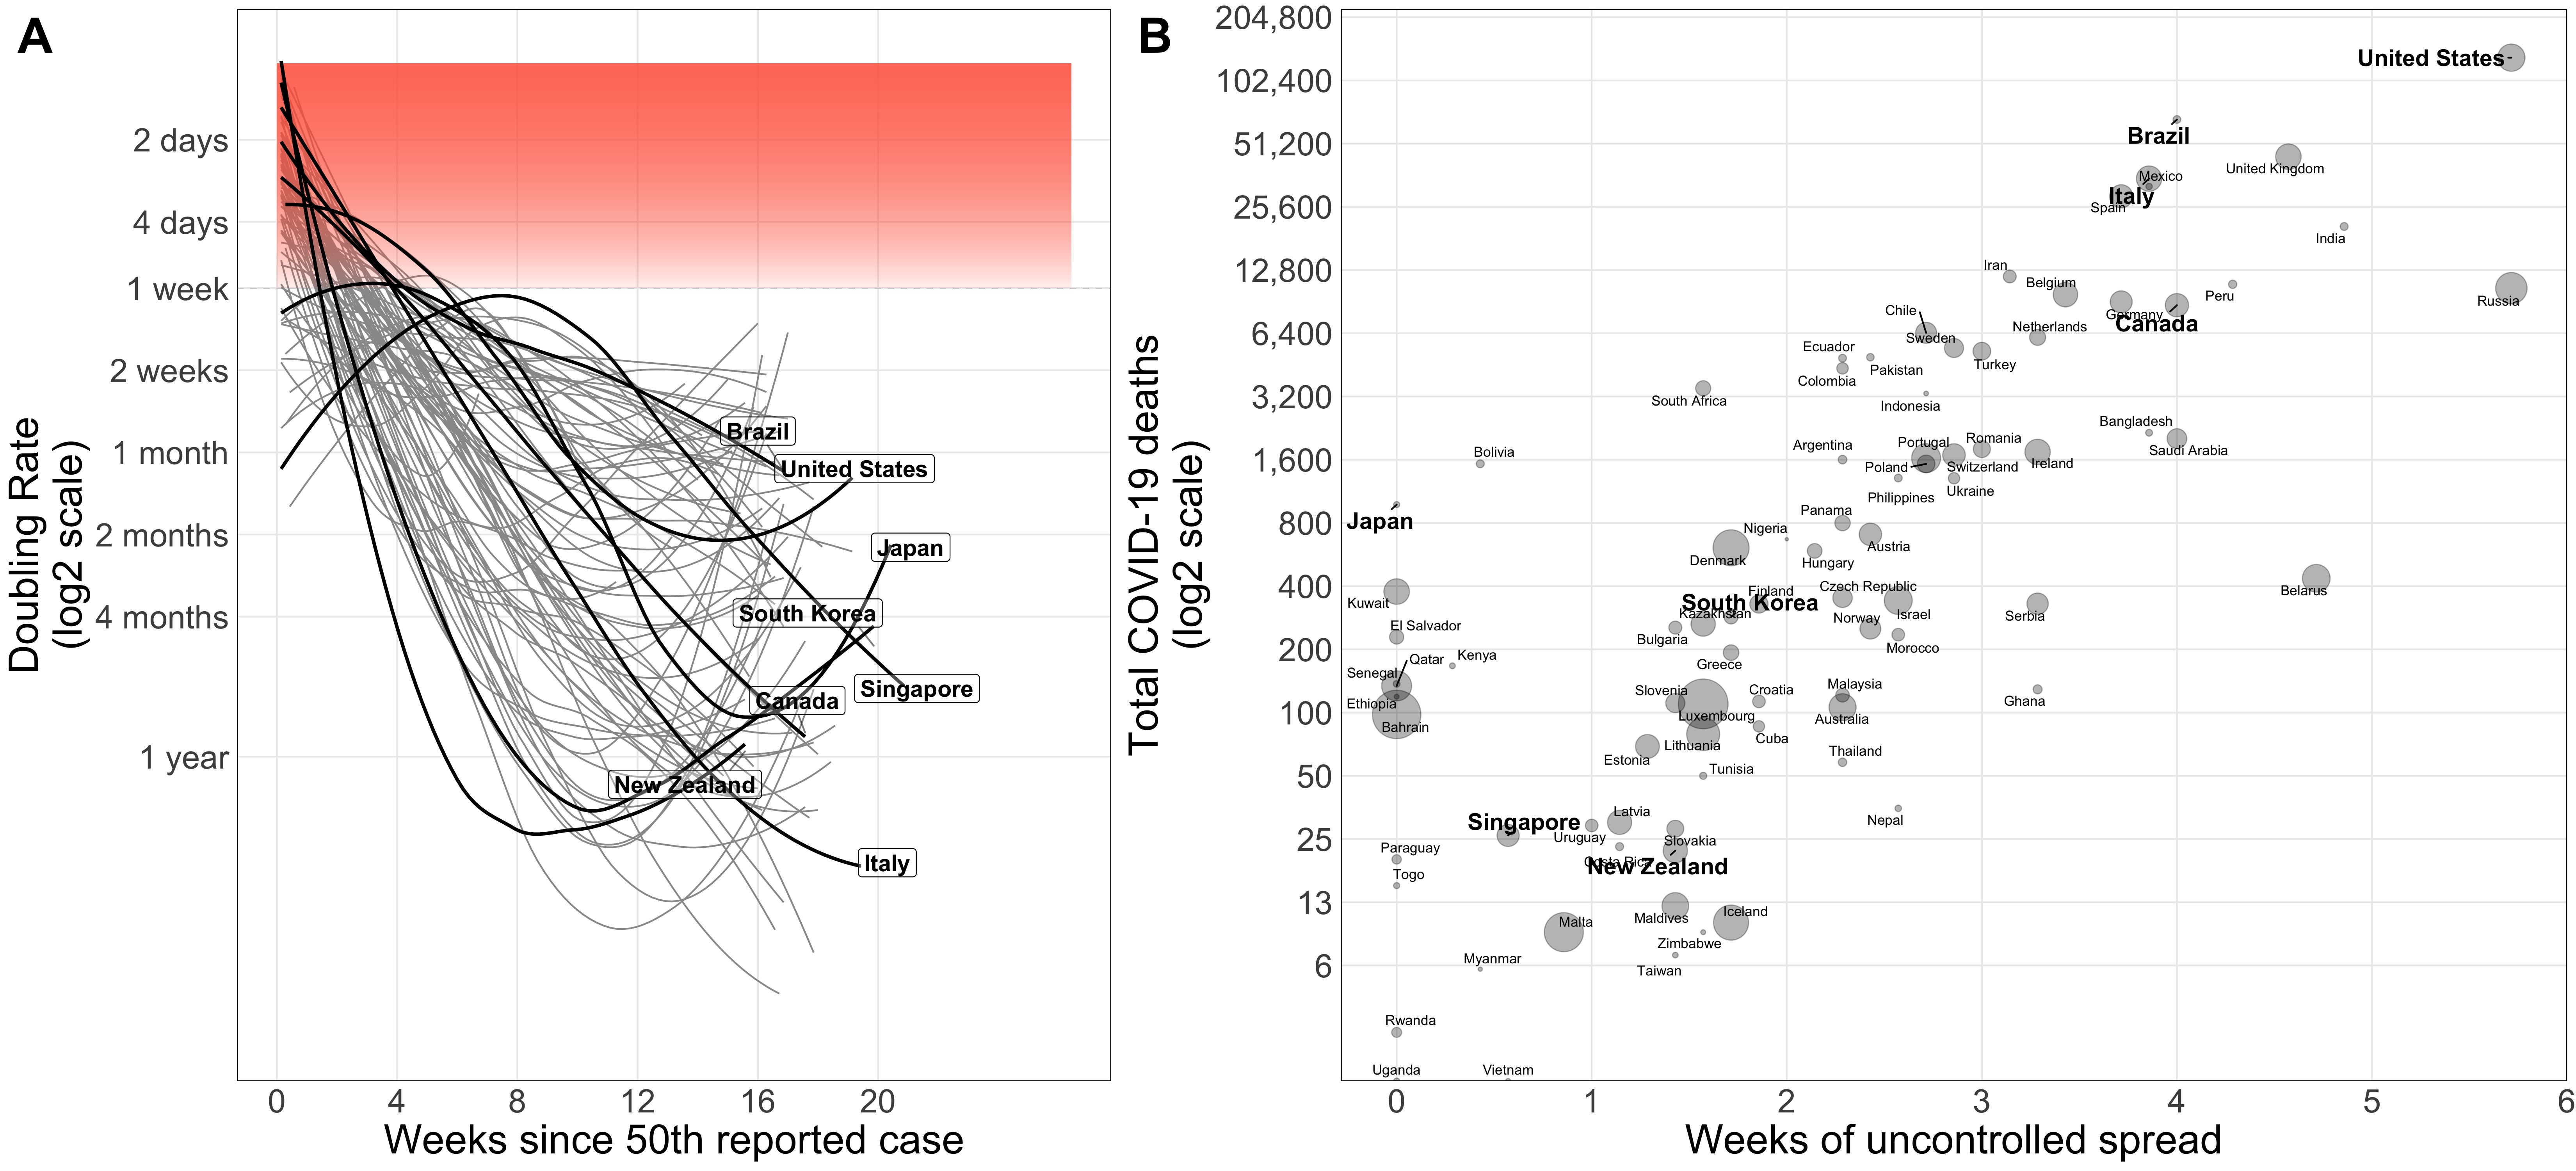 A
2 days
4 days
1 week
2 weeks
1 month
2 months
4 months
1 year
Doubling Rate
(log2 scale)
Brazil
United States
Japan
South Korea
Singapore
Canada
New Zealand
Italy
0 4 8 12 16 20
Weeks since 50th reported case
B
204,800
102,400
51,200
25,600
12,800
6,400
3,200
1,600
800
400
200
100
50
25
13
6
Total COVID-19 deaths
(log2 scale)
United States
Brazil
United Kingdom
Mexico
Italy
Spain
India
Iran
Belgium
Peru
Russia
Germany
Canada
Chile
Netherlands
Sweden
Ecuador
Turkey
Pakistan
Colombia
South Africa
Indonesia
Bangladesh
Saudi Arabia
Argentina
Portugal
Romania
Bolivia
Poland
Switzerland
Ireland
Ukraine
Philippines
Panama
Japan
Nigeria
Austria
Denmark
Hungary
Czech Republic
Belarus
Finland
Kuwait
South Korea
Kazakhstan
Norway
Israel
Serbia
El Salvador
Bulgaria
Morocco
Qatar
Kenya
Greece
Senegal
Slovenia
Croatia
Malaysia
Ghana
Ethiopia
Luxembourg
Australia
Bahrain
Cuba
Lithuania
Thailand
Estonia
Tunisia
Latvia
Singapore
Nepal
Uruguay
Slovakia
Paraguay
Costa Rica
New Zealand
Togo
Iceland
Maldives
Malta
Zimbabwe
Myanmar
Taiwan
Rwanda
Uganda
Vietnam
0 1 2 3 4 5 6
Weeks of uncontrolled spread